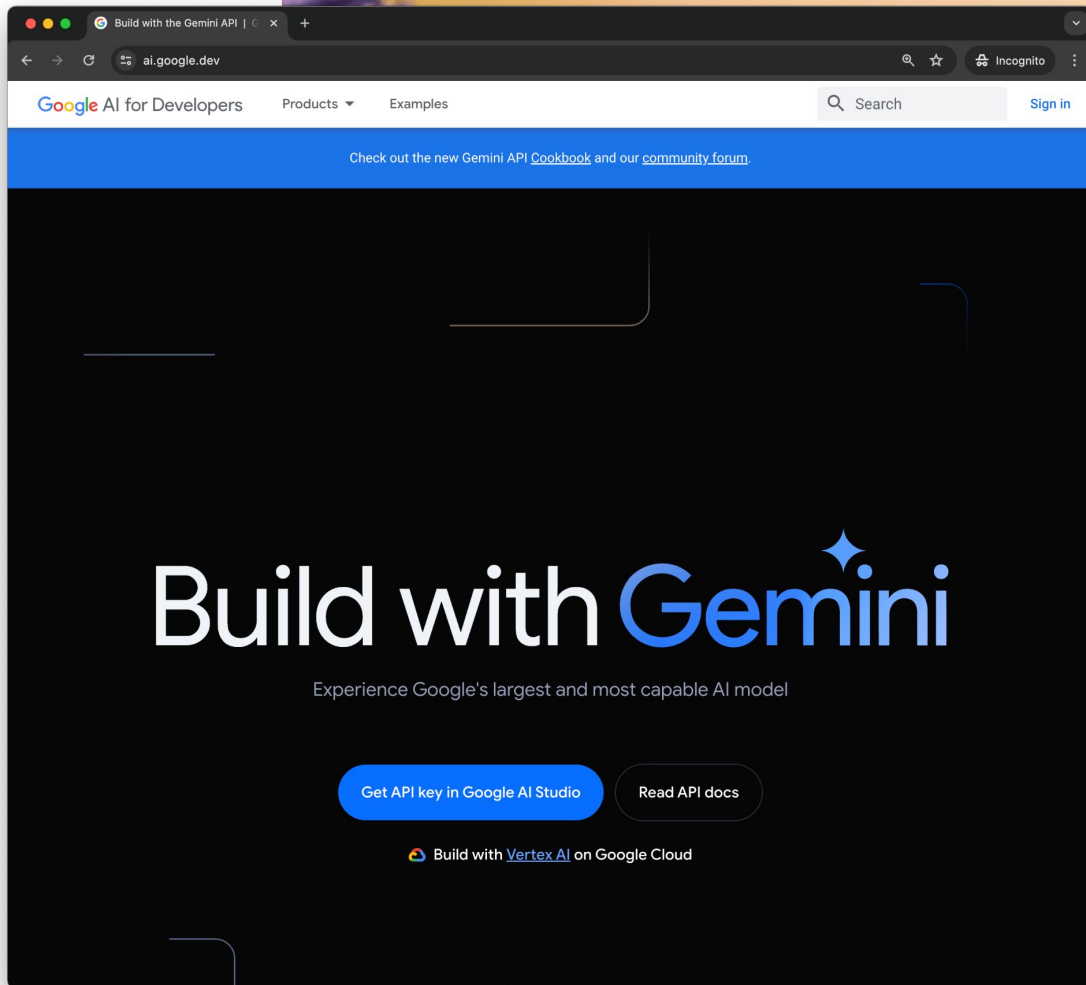 Build with the Gemini API | G
ai.google.dev
Incognito
Google AI for Developers
Products
Examples
Search
Sign in
Check out the new Gemini API Cookbook and our community forum.
Build with Gemini
Experience Google's largest and most capable AI model
Get API key in Google AI Studio
Read API docs
Build with Vertex AI on Google Cloud